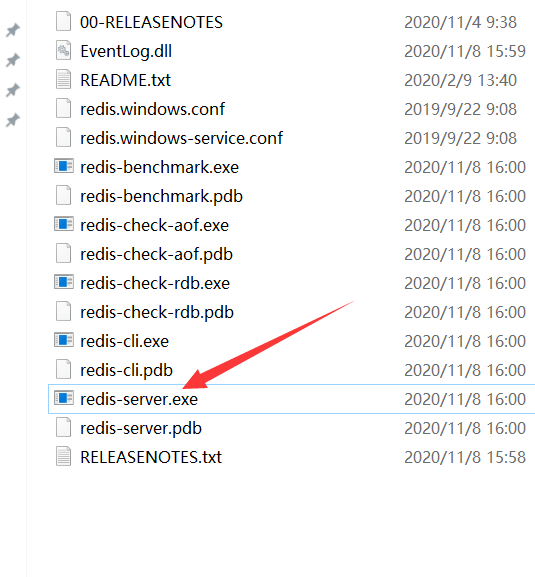 00-RELEASENOTES 2020/11/4 9:38
EventLog.dll 2020/11/8 15:59
README.txt 2020/2/9 13:40
redis.windows.conf 2019/9/22 9:08
redis.windows-service.conf 2019/9/22 9:08
redis-benchmark.exe 2020/11/8 16:00
redis-benchmark.pdb 2020/11/8 16:00
redis-check-aof.exe 2020/11/8 16:00
redis-check-aof.pdb 2020/11/8 16:00
redis-check-rdb.exe 2020/11/8 16:00
redis-check-rdb.pdb 2020/11/8 16:00
redis-cli.exe 2020/11/8 16:00
redis-cli.pdb 2020/11/8 16:00
redis-server.exe 2020/11/8 16:00
redis-server.pdb 2020/11/8 16:00
RELEASENOTES.txt 2020/11/8 15:58